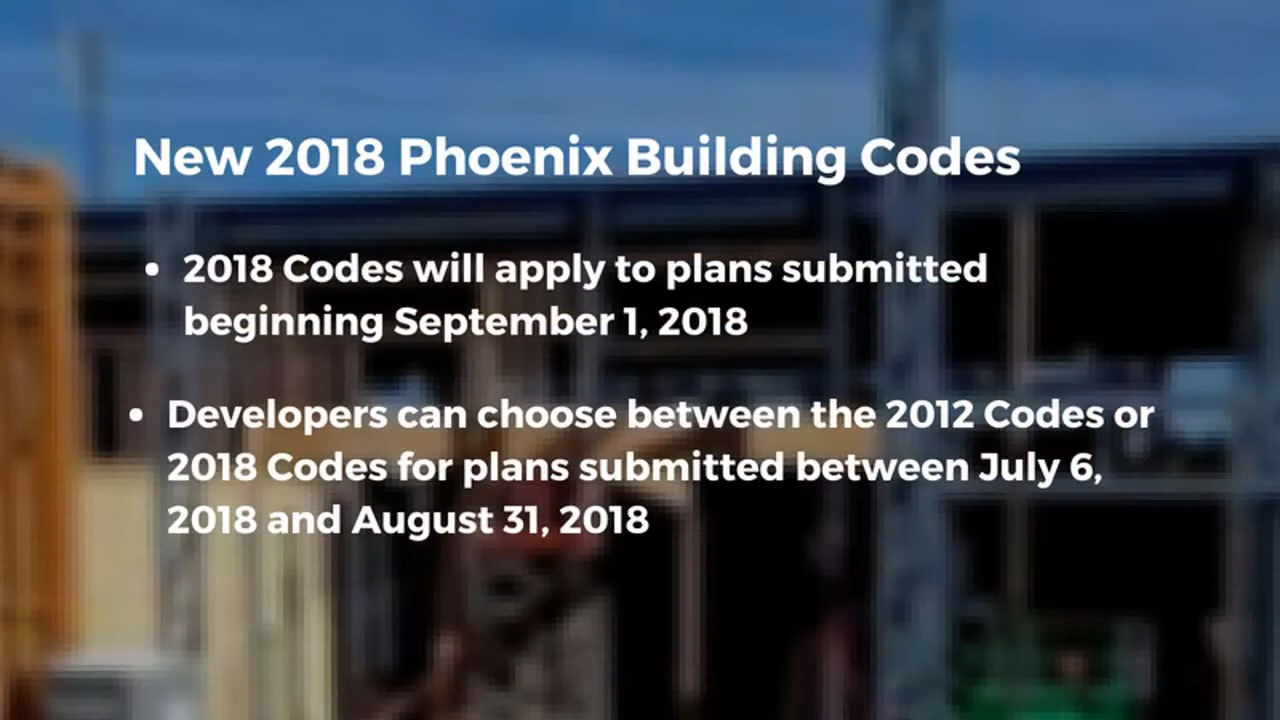 New 2018 Phoenix Building Codes
• 2018 Codes will apply to plans submitted
beginning September 1, 2018
• Developers can choose between the 2012 Codes or
2018 Codes for plans submitted between July 6,
2018 and August 31, 2018